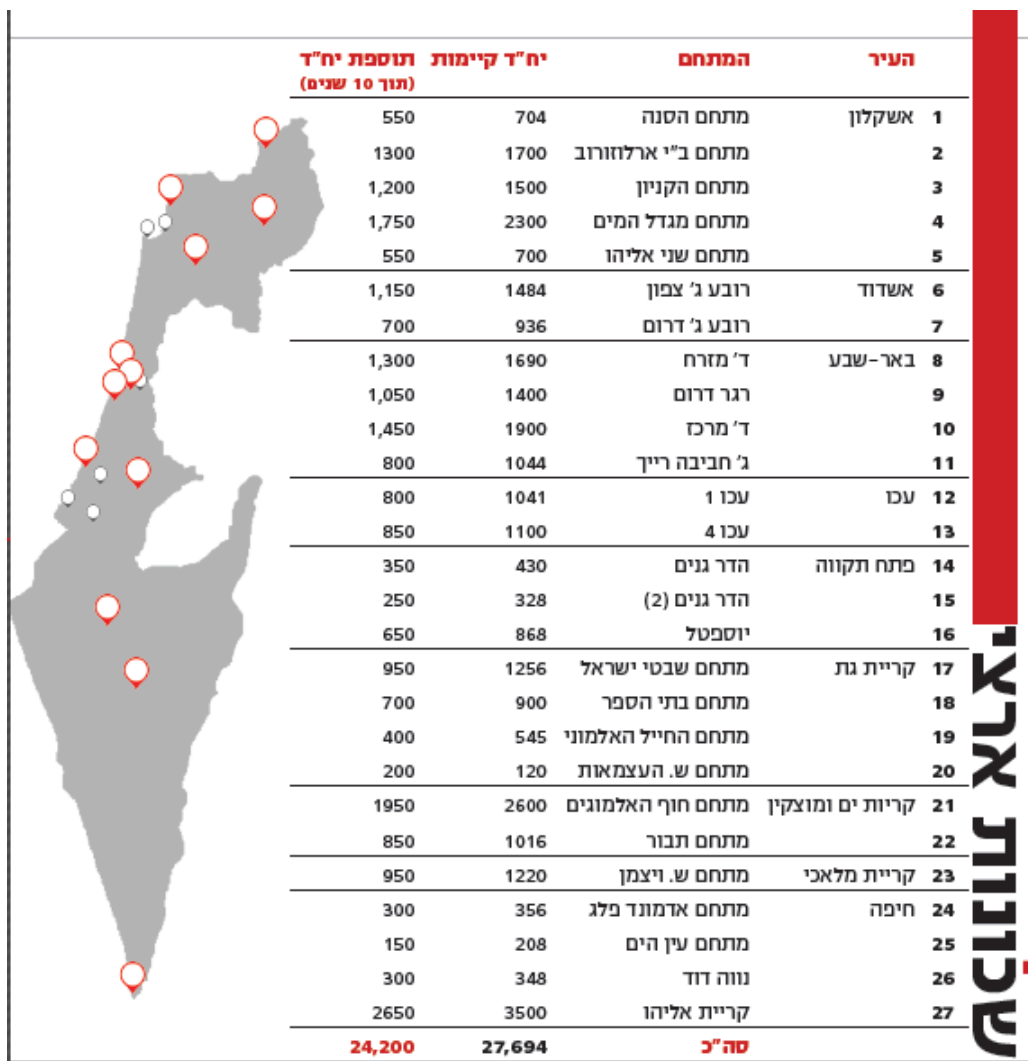 העיר המתחם יח"ד קיימות תוספת יח"ד
(תוך 10 שנים)
1 אשקלון מתחם הסנה 704 550
2 מתחם ב"י ארלוזורוב 1700 1300
3 מתחם הקניון 1500 1,200
4 מתחם מגדל המים 2300 1,750
5 מתחם שני אליהו 700 550
6 אשדוד רובע ג' צפון 1484 1,150
7 רובע ג' דרום 936 700
8 באר-שבע ד' מזרח 1690 1,300
9 רגר דרום 1400 1,050
10 ד' מרכז 1900 1,450
11 ג' חביבה רייך 1044 800
12 עכו עכו 1 1041 800
13 עכו 4 1100 850
14 פתח תקווה הדר גנים 430 350
15 הדר גנים (2) 328 250
16 יוספטל 868 650
17 קריית גת מתחם שבטי ישראל 1256 950
18 מתחם בתי הספר 900 700
19 מתחם החייל האלמוני 545 400
20 מתחם ש. העצמאות 120 200
21 קריות ים ומוצקין מתחם חוף האלמוגים 2600 1950
22 מתחם תבור 1016 850
23 קריית מלאכי מתחם ש. ויצמן 1220 950
24 חיפה מתחם אדמונד פלג 356 300
25 מתחם עין הים 208 150
26 נווה דוד 348 300
27 קריית אליהו 3500 2650
סה"כ 27,694 24,200
שכונות ארצי